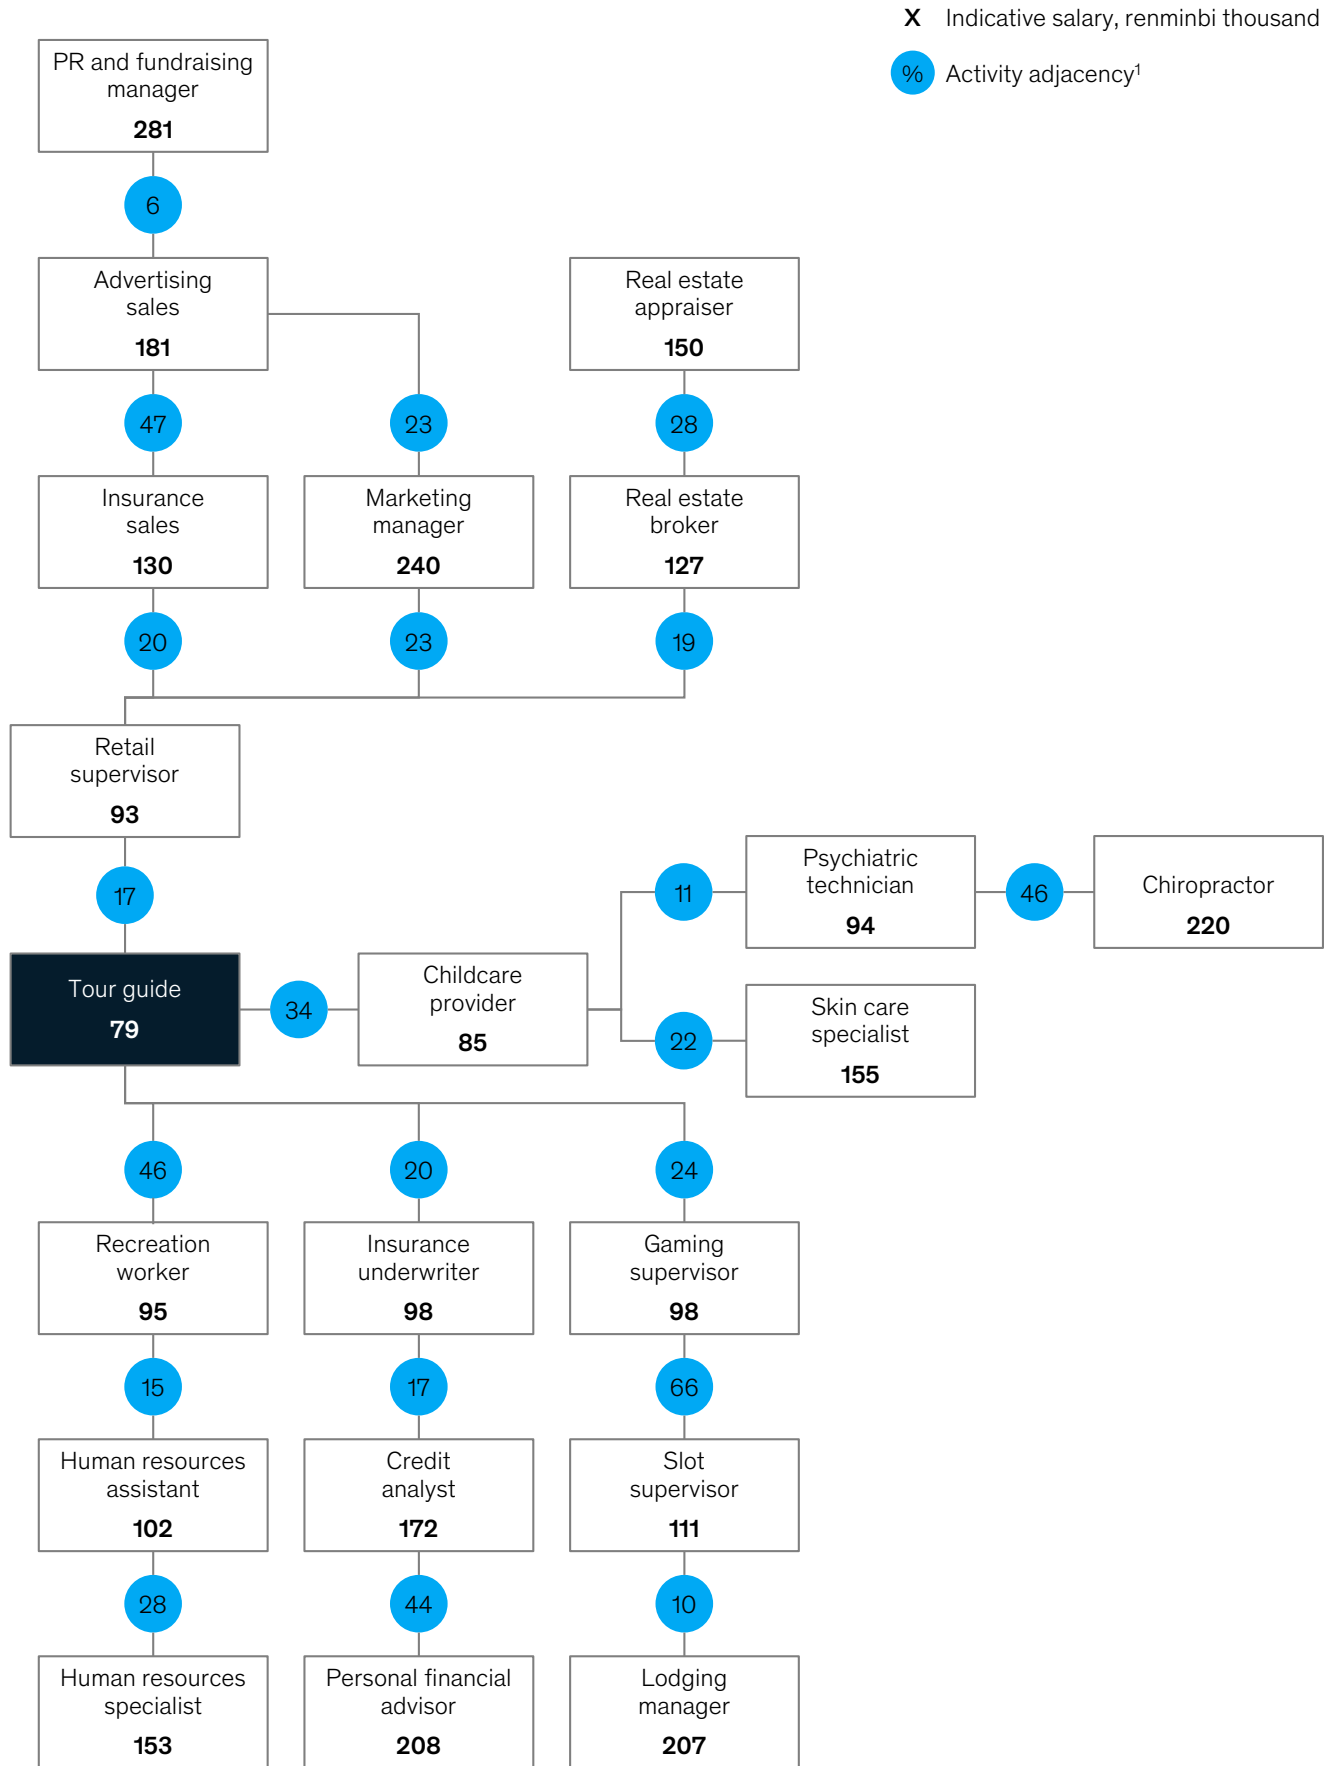 X Indicative salary, renminbi thousand
% Activity adjacency¹
PR and fundraising
manager
281
6
Advertising
sales
181
Real estate
appraiser
150
47
23
28
Insurance
sales
130
Marketing
manager
240
Real estate
broker
127
20
23
19
Retail
supervisor
93
17
Psychiatric
technician
94
11
46
Chiropractor
220
Tour guide
79
34
Childcare
provider
85
22
Skin care
specialist
155
46
20
24
Recreation
worker
95
Insurance
underwriter
98
Gaming
supervisor
98
15
17
66
Human resources
assistant
102
Credit
analyst
172
Slot
supervisor
111
28
44
10
Human resources
specialist
153
Personal financial
advisor
208
Lodging
manager
207